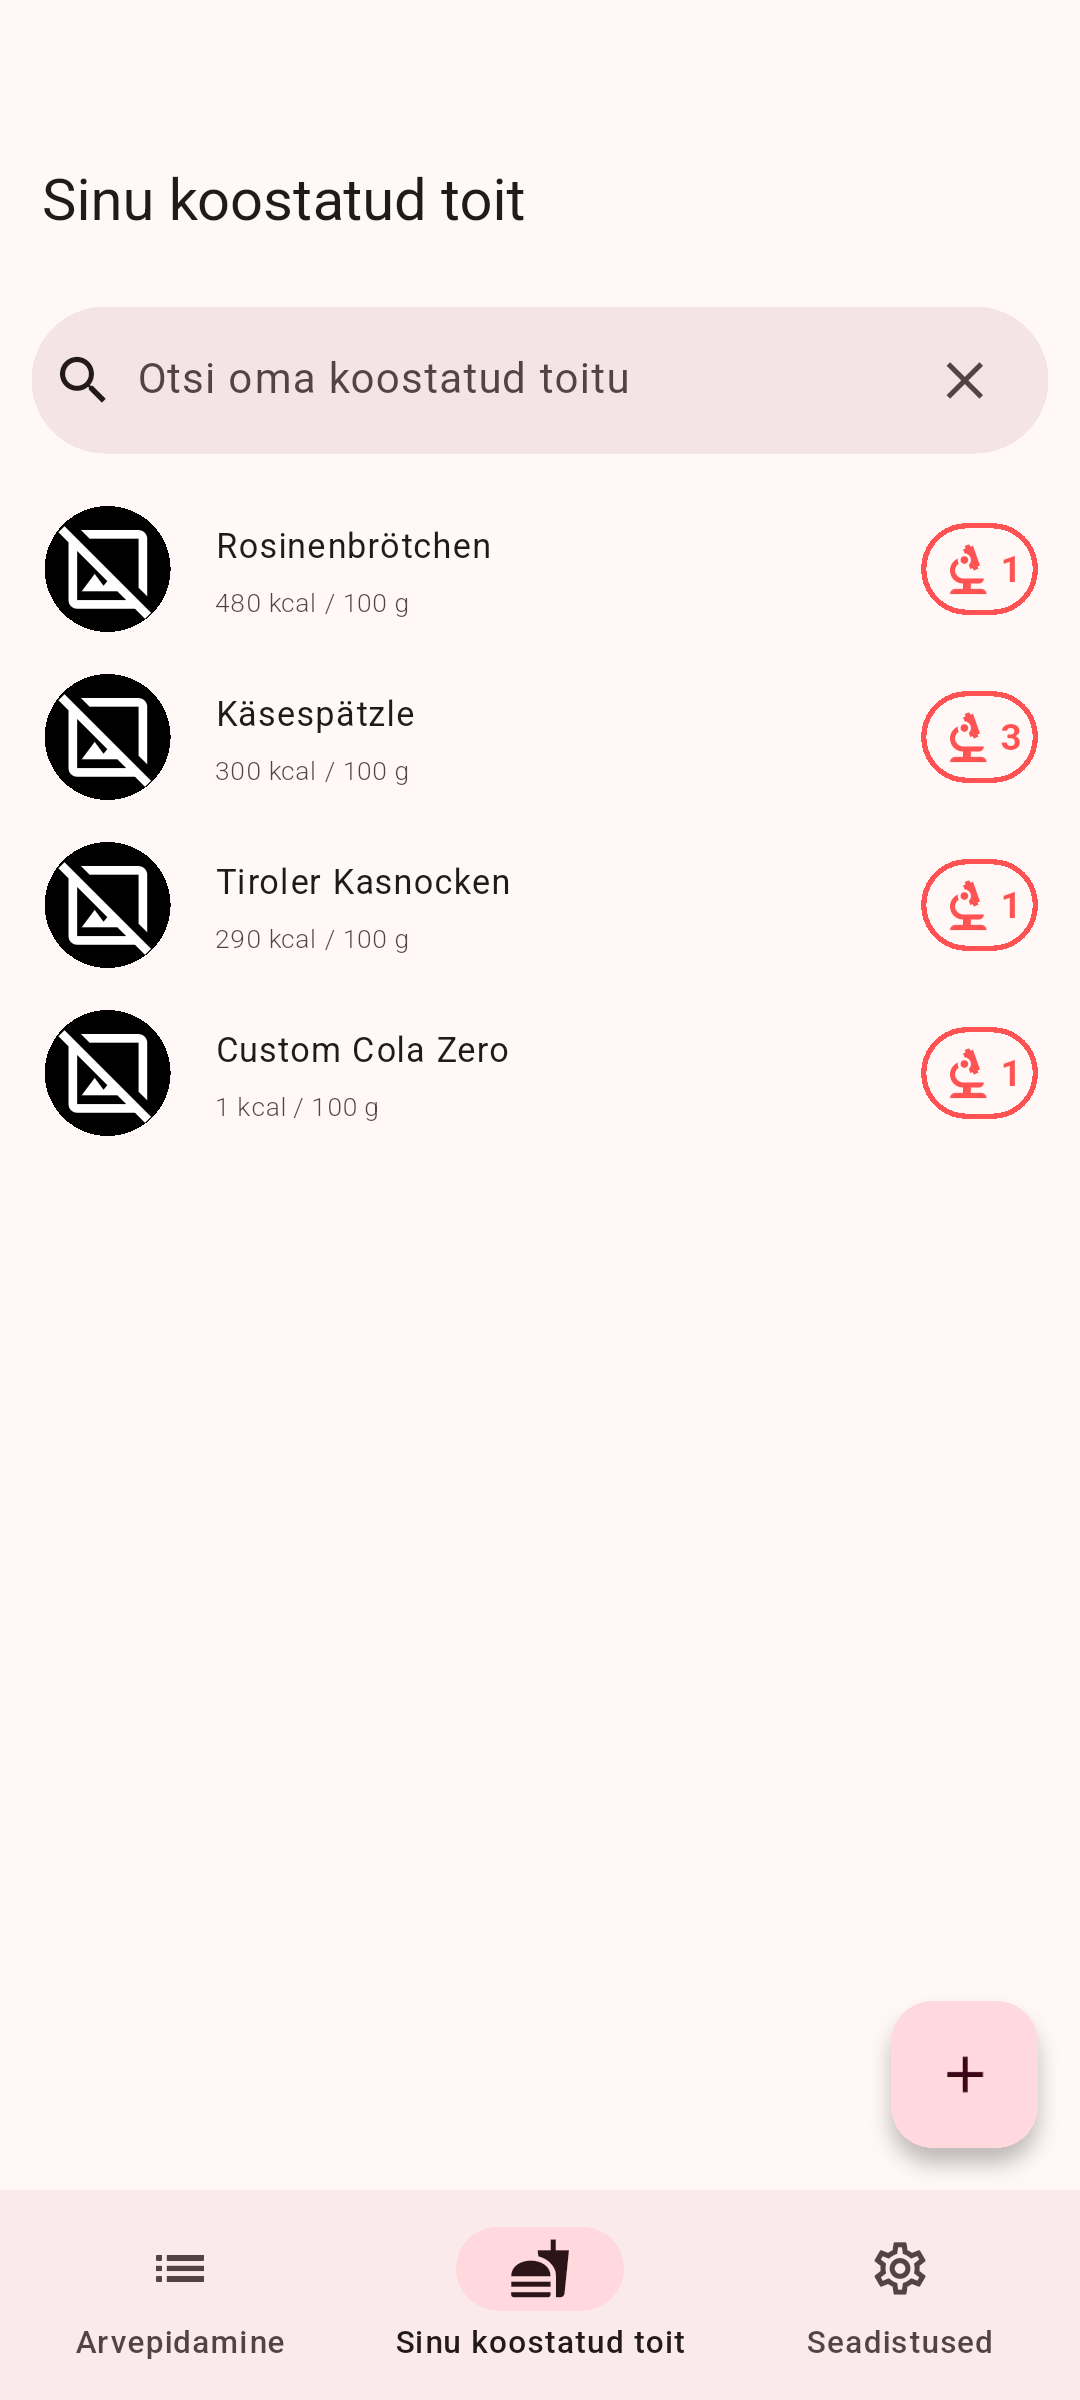 Sinu koostatud toit
Otsi oma koostatud toitu
Rosinenbrötchen
480 kcal / 100 g
1
Käsespätzle
300 kcal / 100 g
3
Tiroler Kasnocken
290 kcal / 100 g
1
Custom Cola Zero
1 kcal / 100 g
1
Arvepidamine
Sinu koostatud toit
Seadistused